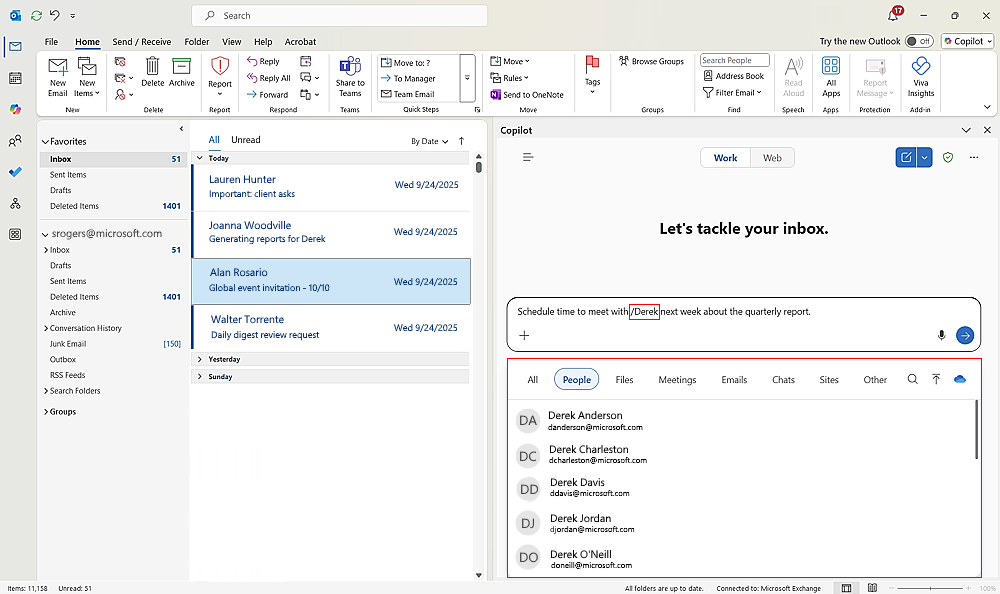 Search
17
File Home Send / Receive Folder View Help Acrobat
Try the new Outlook Off Copilot
New Email
New Items
New
Delete
Archive
Delete
Report
Report
Reply
Reply All
Forward
Respond
Share to Teams
Teams
Move to: ?
To Manager
Team Email
Quick Steps
Move
Rules
Send to OneNote
Move
Tags
Browse Groups
Groups
Search People
Address Book
Filter Email
Find
Read Aloud
Speech
All Apps
Apps
Report Message
Protection
Viva Insights
Add-in
Favorites
Inbox 51
Sent Items
Drafts
Deleted Items 1401
srogers@microsoft.com
Inbox 51
Drafts
Sent Items
Deleted Items 1401
Archive
Conversation History
Junk Email [150]
Outbox
RSS Feeds
Search Folders
Groups
All Unread By Date
Today
Lauren Hunter
Important: client asks
Wed 9/24/2025
Joanna Woodville
Generating reports for Derek
Wed 9/24/2025
Alan Rosario
Global event invitation - 10/10
Wed 9/24/2025
Walter Torrente
Daily digest review request
Wed 9/24/2025
Yesterday
Sunday
Copilot
Work Web
Let's tackle your inbox.
Schedule time to meet with /Derek next week about the quarterly report.
All People Files Meetings Emails Chats Sites Other
DA Derek Anderson
danderson@microsoft.com
DC Derek Charleston
dcharleston@microsoft.com
DD Derek Davis
ddavis@microsoft.com
DJ Derek Jordan
djordan@microsoft.com
DO Derek O'Neill
doneill@microsoft.com
Items: 11,158 Unread: 51 All folders are up to date. Connected to: Microsoft Exchange 100%